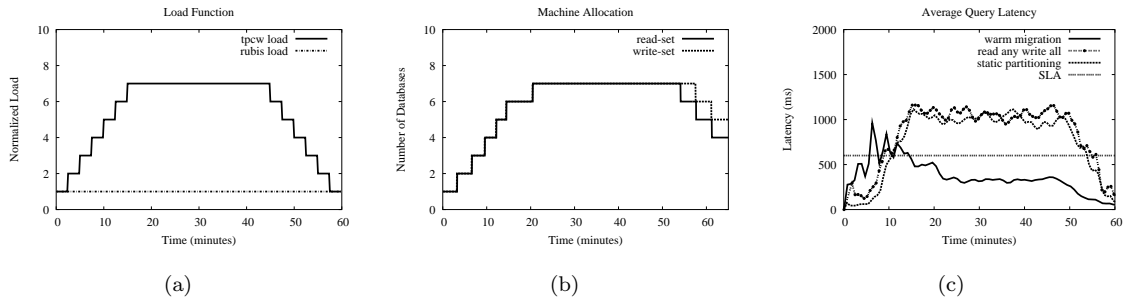 Load Function
tpcw load
rubis load
10
8
6
4
2
0
Normalized Load
0 10 20 30 40 50 60
Time (minutes)
(a)
Machine Allocation
read-set
write-set
10
8
6
4
2
0
Number of Databases
0 10 20 30 40 50 60
Time (minutes)
(b)
Average Query Latency
warm migration
read any write all
static partitioning
SLA
2000
1500
1000
500
0
Latency (ms)
0 10 20 30 40 50 60
Time (minutes)
(c)